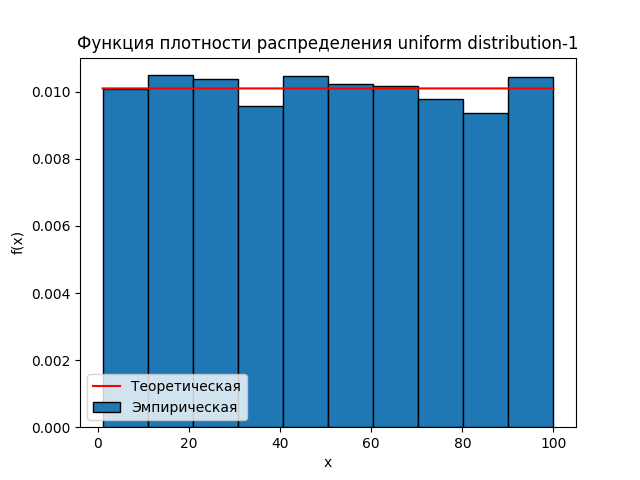 Функция плотности распределения uniform distribution-1
0.010
0.008
0.006
0.004
0.002
0.000
f(x)
Теоретическая
Эмпирическая
0 20 40 60 80 100
x